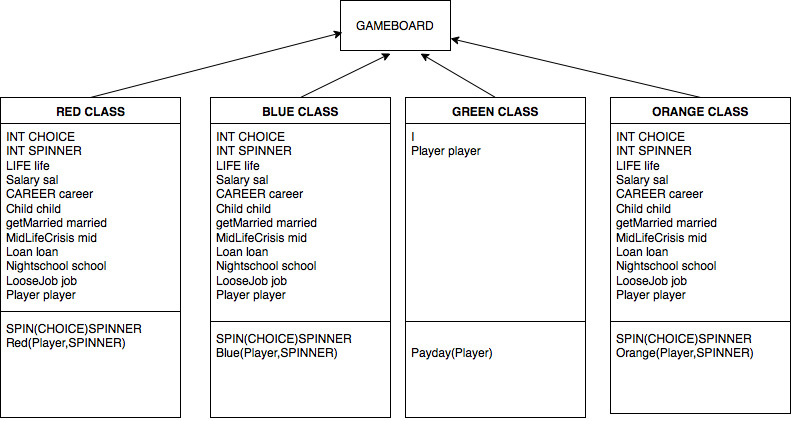 GAMEBOARD
RED CLASS
INT CHOICE
INT SPINNER
LIFE life
Salary sal
CAREER career
Child child
getMarried married
MidLifeCrisis mid
Loan loan
Nightschool school
LooseJob job
Player player
SPIN(CHOICE)SPINNER
Red(Player,SPINNER)
BLUE CLASS
INT CHOICE
INT SPINNER
LIFE life
Salary sal
CAREER career
Child child
getMarried married
MidLifeCrisis mid
Loan loan
Nightschool school
LooseJob job
Player player
SPIN(CHOICE)SPINNER
Blue(Player,SPINNER)
GREEN CLASS
I
Player player
Payday(Player)
ORANGE CLASS
INT CHOICE
INT SPINNER
LIFE life
Salary sal
CAREER career
Child child
getMarried married
MidLifeCrisis mid
Loan loan
Nightschool school
LooseJob job
Player player
SPIN(CHOICE)SPINNER
Orange(Player,SPINNER)